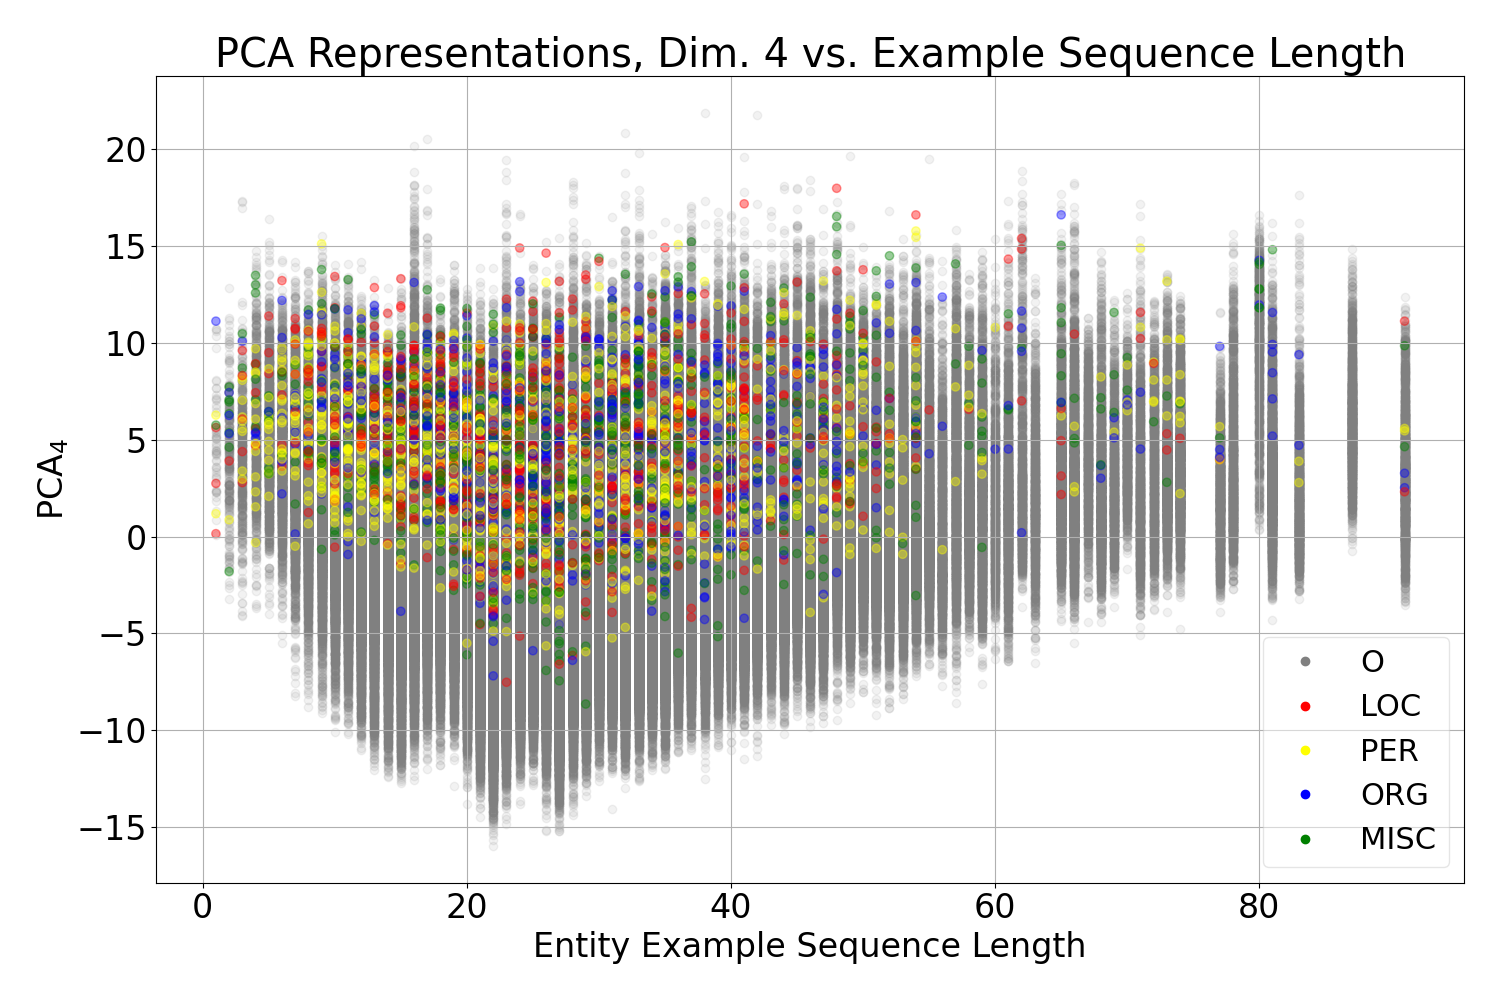 PCA Representations, Dim. 4 vs. Example Sequence Length
PCA₄
20
15
10
5
0
−5
−10
−15
0 20 40 60 80
Entity Example Sequence Length
O
LOC
PER
ORG
MISC